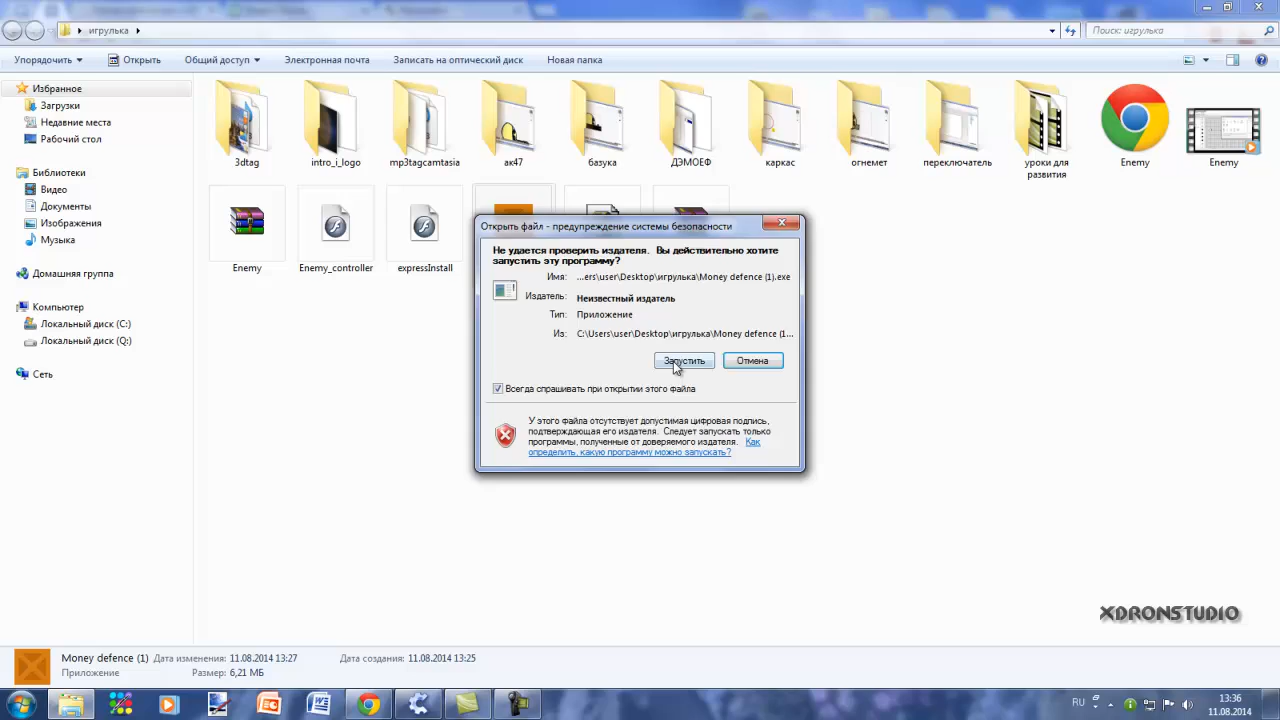 игрулька
Поиск: игрулька
Упорядочить
Открыть
Общий доступ
Электронная почта
Записать на оптический диск
Новая папка
Избранное
Загрузки
Недавние места
Рабочий стол
Библиотеки
Видео
Документы
Изображения
Музыка
Домашняя группа
Компьютер
Локальный диск (C:)
Локальный диск (Q:)
Сеть
3dtag
intro_i_logo
mp3tagcamtasia
ак47
базука
ДЭМОЕФ
каркас
огнемет
переключатель
уроки для
развития
Enemy
Enemy
Enemy
Enemy_controller
expressInstall
Открыть файл - предупреждение системы безопасности
Не удается проверить издателя. Вы действительно хотите
запустить эту программу?
Имя: ...ers\user\Desktop\игрулька\Money defence (1).exe
Издатель: Неизвестный издатель
Тип: Приложение
Из: C:\Users\user\Desktop\игрулька\Money defence (1...
Запустить
Отмена
Всегда спрашивать при открытии этого файла
У этого файла отсутствует допустимая цифровая подпись,
подтверждающая его издателя. Следует запускать только
программы, полученные от доверяемого издателя. Как
определить, какую программу можно запускать?
XDRONSTUDIO
Money defence (1) Дата изменения: 11.08.2014 13:27 Дата создания: 11.08.2014 13:25
Приложение Размер: 6,21 МБ
RU
13:36
11.08.2014